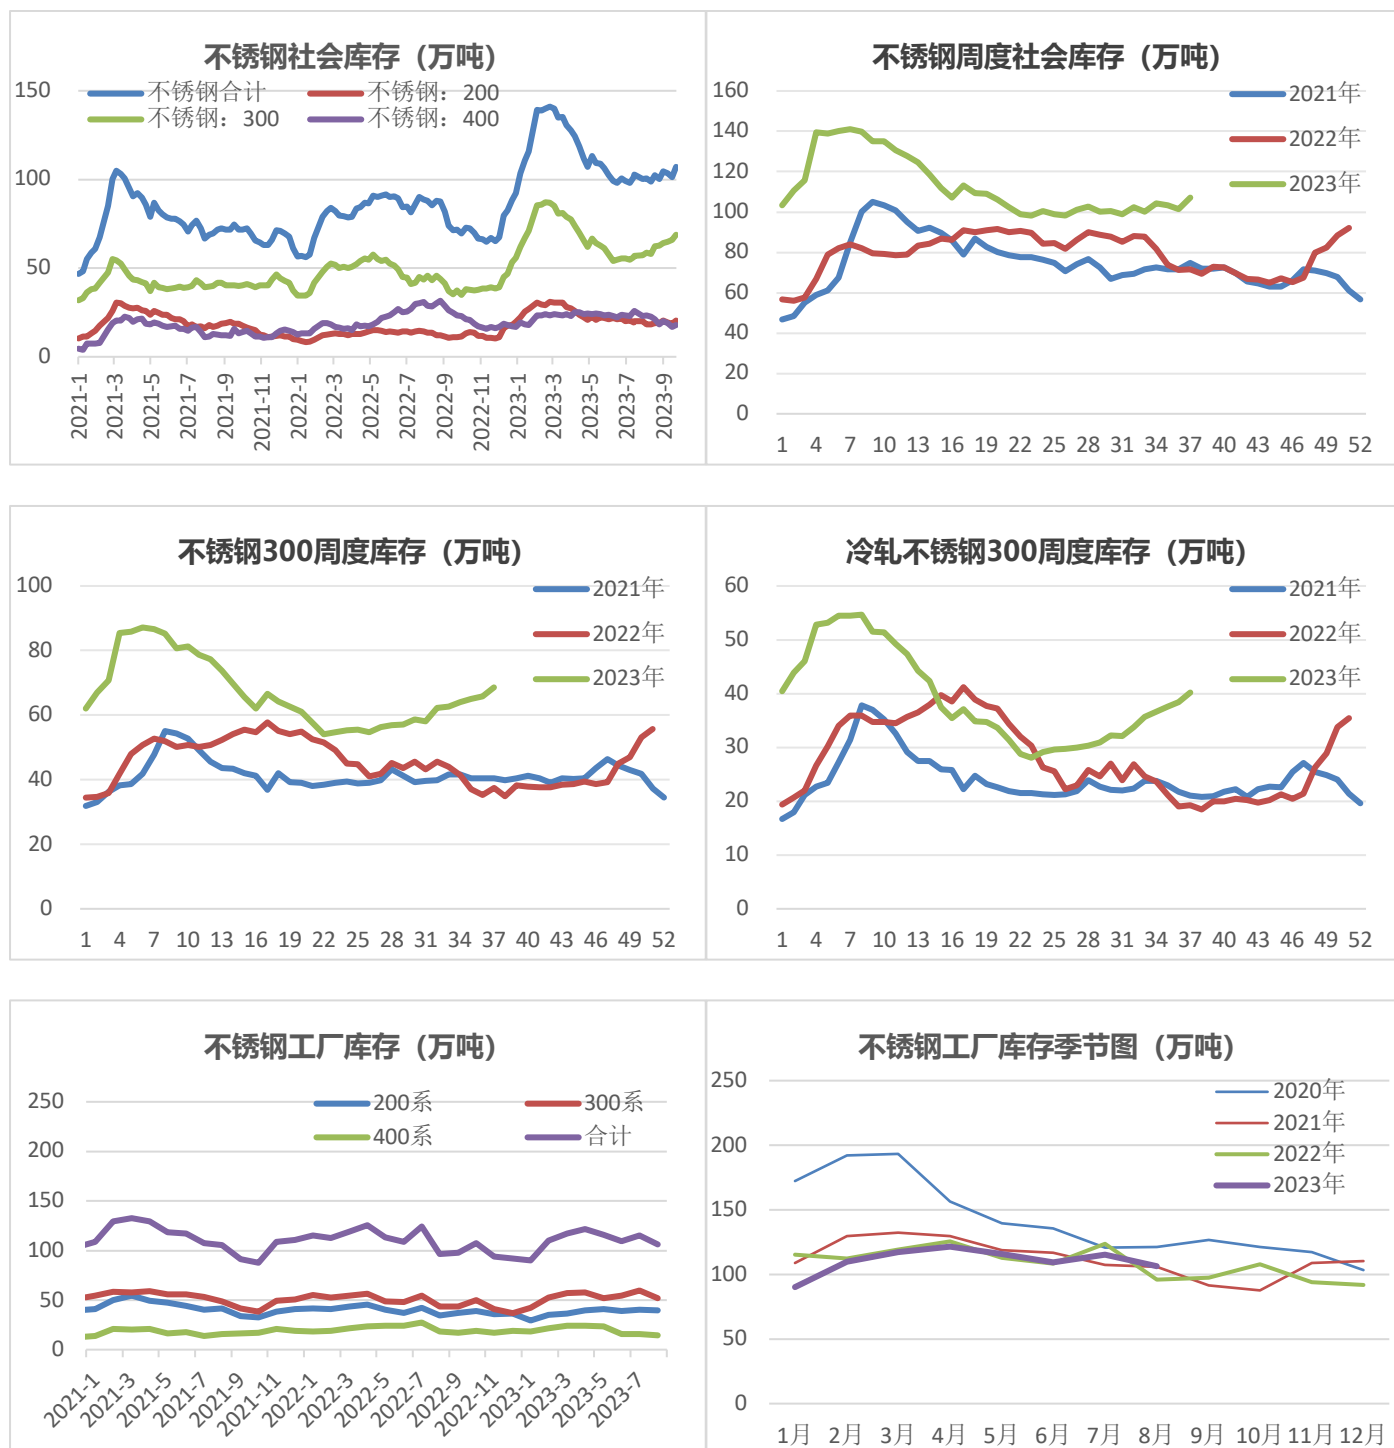 不锈钢社会库存（万吨）
不锈钢合计 不锈钢：200
不锈钢：300 不锈钢：400
150
100
50
0
2021-1 2021-3 2021-5 2021-7 2021-9 2021-11 2022-1 2022-3 2022-5 2022-7 2022-9 2022-11 2023-1 2023-3 2023-5 2023-7 2023-9
不锈钢周度社会库存（万吨）
2021年
2022年
2023年
160
140
120
100
80
60
40
20
0
1 4 7 10 13 16 19 22 25 28 31 34 37 40 43 46 49 52
不锈钢300周度库存（万吨）
2021年
2022年
2023年
100
80
60
40
20
0
1 4 7 10 13 16 19 22 25 28 31 34 37 40 43 46 49 52
冷轧不锈钢300周度库存（万吨）
2021年
2022年
2023年
60
50
40
30
20
10
0
1 4 7 10 13 16 19 22 25 28 31 34 37 40 43 46 49 52
不锈钢工厂库存（万吨）
200系 300系
400系 合计
250
200
150
100
50
0
2021-1 2021-3 2021-5 2021-7 2021-9 2021-11 2022-1 2022-3 2022-5 2022-7 2022-9 2022-11 2023-1 2023-3 2023-5 2023-7
不锈钢工厂库存季节图（万吨）
2020年
2021年
2022年
2023年
250
200
150
100
50
0
1月 2月 3月 4月 5月 6月 7月 8月 9月 10月 11月 12月